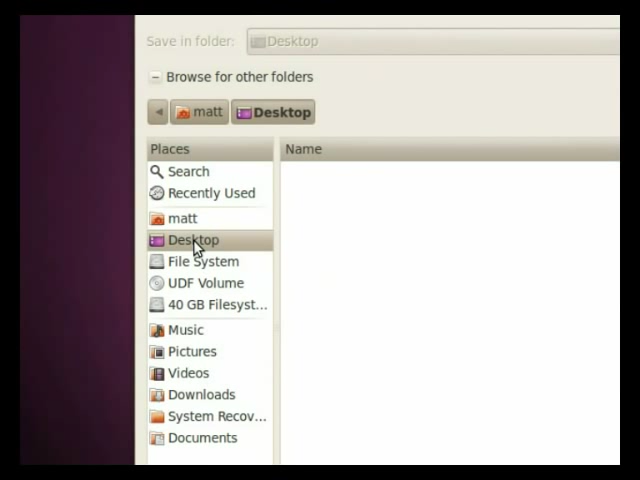 Save in folder: Desktop
Browse for other folders
matt Desktop
Places Name
Search
Recently Used
matt
Desktop
File System
UDF Volume
40 GB Filesyst...
Music
Pictures
Videos
Downloads
System Recov...
Documents